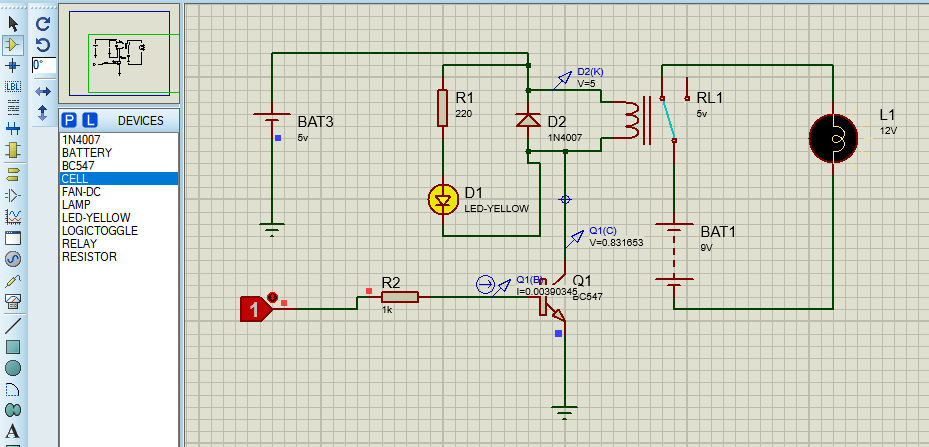 LBL
0°
P L DEVICES
1N4007
BATTERY
BC547
CELL
FAN-DC
LAMP
LED-YELLOW
LOGICTOGGLE
RELAY
RESISTOR
A
BAT3
5v
R1
220
D2(K)
V=5
D2
1N4007
RL1
5v
L1
12V
D1
LED-YELLOW
Q1(C)
V=0.831653
BAT1
9V
R2
1k
1
Q1(B)
I=0.00390345
Q1
BC547